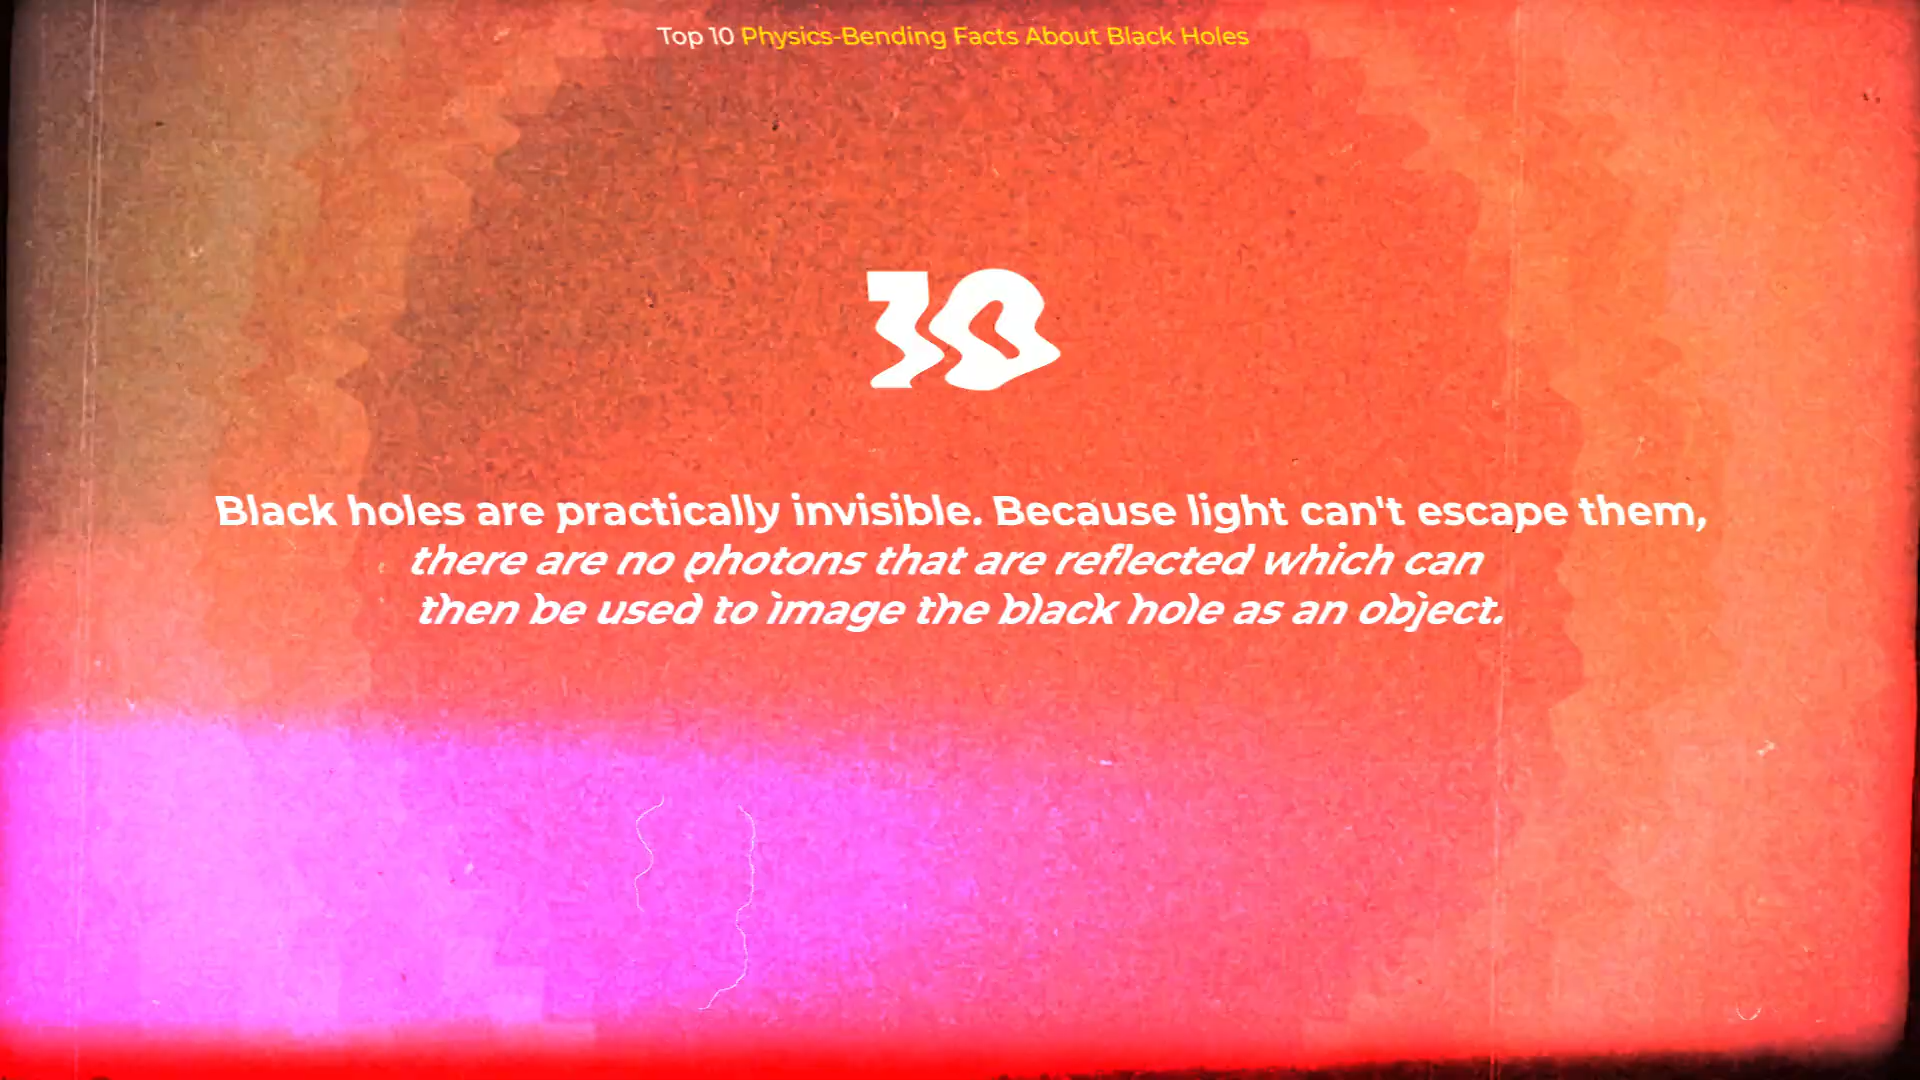 Top 10 Physics-Bending Facts About Black Holes
10
Black holes are practically invisible. Because light can't escape them,
there are no photons that are reflected which can
then be used to image the black hole as an object.